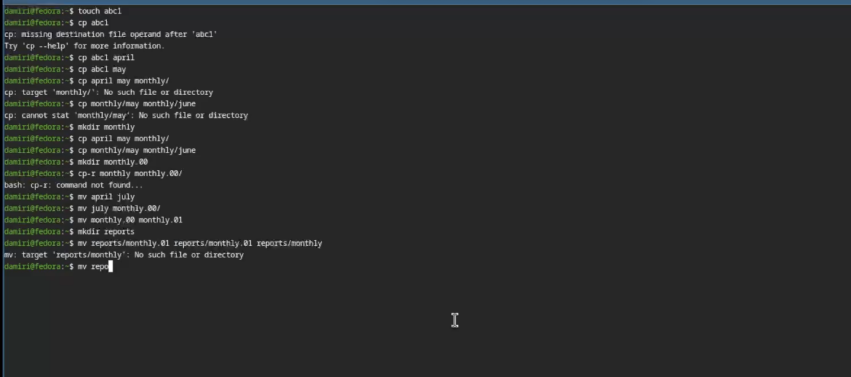 damiri@fedora:~$ touch abc1
damiri@fedora:~$ cp abc1
cp: missing destination file operand after 'abc1'
Try 'cp --help' for more information.
damiri@fedora:~$ cp abc1 april
damiri@fedora:~$ cp abc1 may
damiri@fedora:~$ cp april may monthly/
cp: target 'monthly/': No such file or directory
damiri@fedora:~$ cp monthly/may monthly/june
cp: cannot stat 'monthly/may': No such file or directory
damiri@fedora:~$ mkdir monthly
damiri@fedora:~$ cp april may monthly/
damiri@fedora:~$ cp monthly/may monthly/june
damiri@fedora:~$ mkdir monthly.00
damiri@fedora:~$ cp-r monthly monthly.00/
bash: cp-r: command not found...
damiri@fedora:~$ mv april july
damiri@fedora:~$ mv july monthly.00/
damiri@fedora:~$ mv monthly.00 monthly.01
damiri@fedora:~$ mkdir reports
damiri@fedora:~$ mv reports/monthly.01 reports/monthly.01 reports/monthly
mv: target 'reports/monthly': No such file or directory
damiri@fedora:~$ mv repo